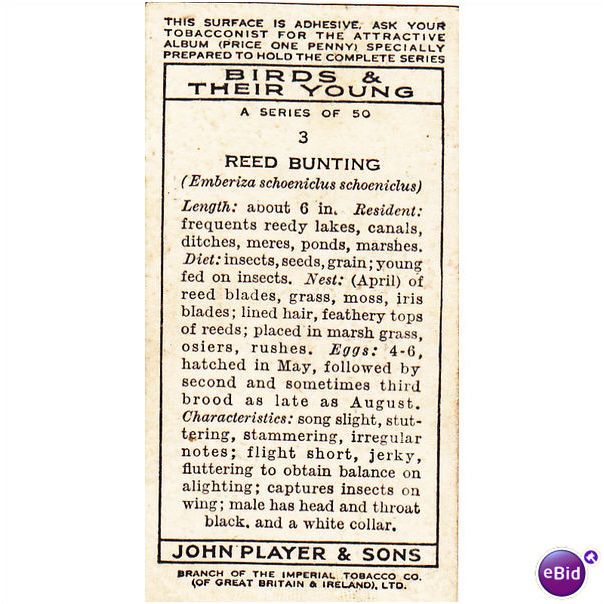 THIS SURFACE IS ADHESIVE. ASK YOUR
TOBACCONIST FOR THE ATTRACTIVE
ALBUM (PRICE ONE PENNY) SPECIALLY
PREPARED TO HOLD THE COMPLETE SERIES
BIRDS &
THEIR YOUNG
A SERIES OF 50
3
REED BUNTING
(Emberiza schoeniclus schoeniclus)
Length: about 6 in. Resident:
frequents reedy lakes, canals,
ditches, meres, ponds, marshes.
Diet: insects, seeds, grain; young
fed on insects. Nest: (April) of
reed blades, grass, moss, iris
blades; lined hair, feathery tops
of reeds; placed in marsh grass,
osiers, rushes. Eggs: 4-6,
hatched in May, followed by
second and sometimes third
brood as late as August.
Characteristics: song slight, stut-
tering, stammering, irregular
notes; flight short, jerky,
fluttering to obtain balance on
alighting; captures insects on
wing; male has head and throat
black, and a white collar.
JOHN PLAYER & SONS
BRANCH OF THE IMPERIAL TOBACCO CO.
(OF GREAT BRITAIN & IRELAND), LTD.
eBid